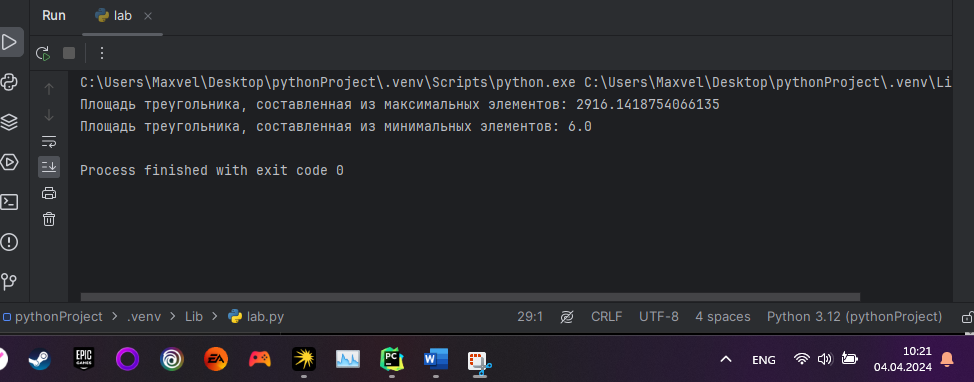 Run
lab
C:\Users\Maxvel\Desktop\pythonProject\.venv\Scripts\python.exe C:\Users\Maxvel\Desktop\pythonProject\.venv\Li
Площадь треугольника, составленная из максимальных элементов: 2916.1418754066135
Площадь треугольника, составленная из минимальных элементов: 6.0
Process finished with exit code 0
pythonProject > .venv > Lib > lab.py 29:1 CRLF UTF-8 4 spaces Python 3.12 (pythonProject)
EPIC GAMES
EA
PC
W
ENG
10:21
04.04.2024